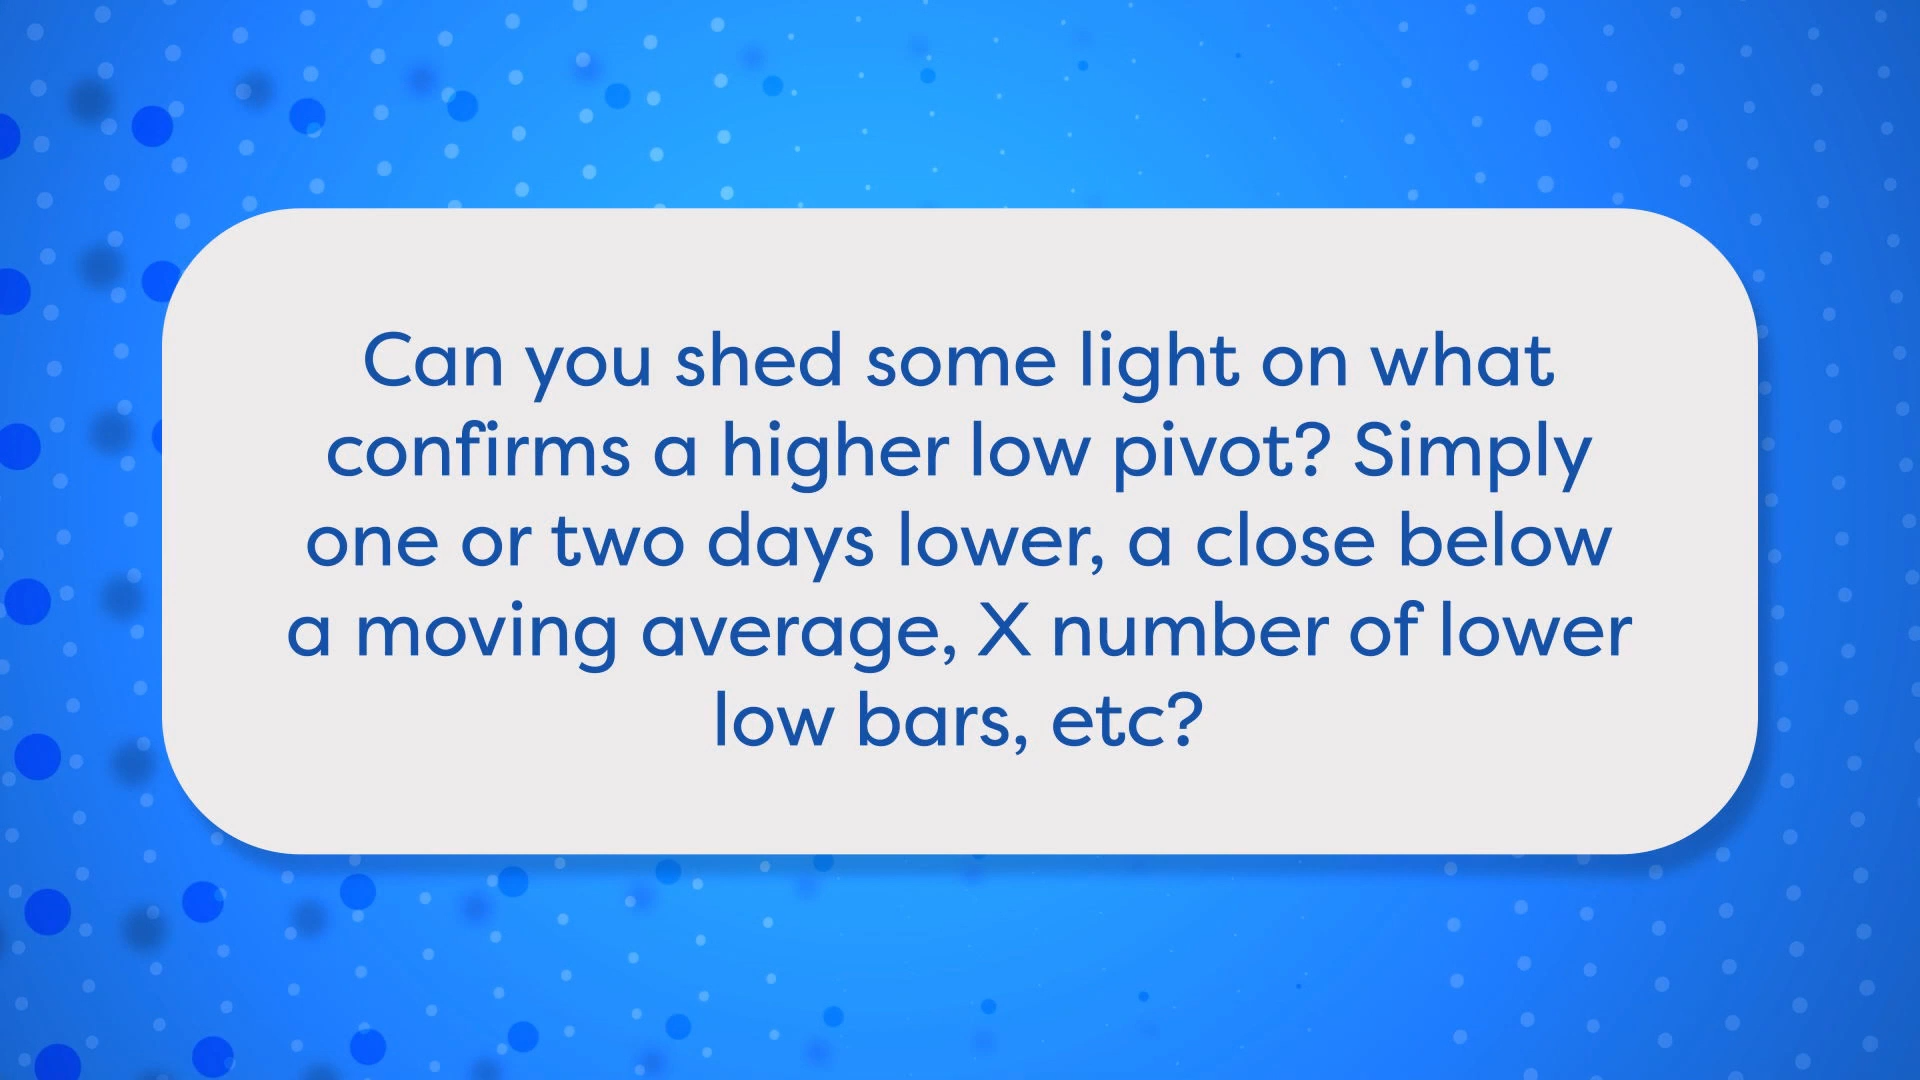 Can you shed some light on what
confirms a higher low pivot? Simply
one or two days lower, a close below
a moving average, X number of lower
low bars, etc?